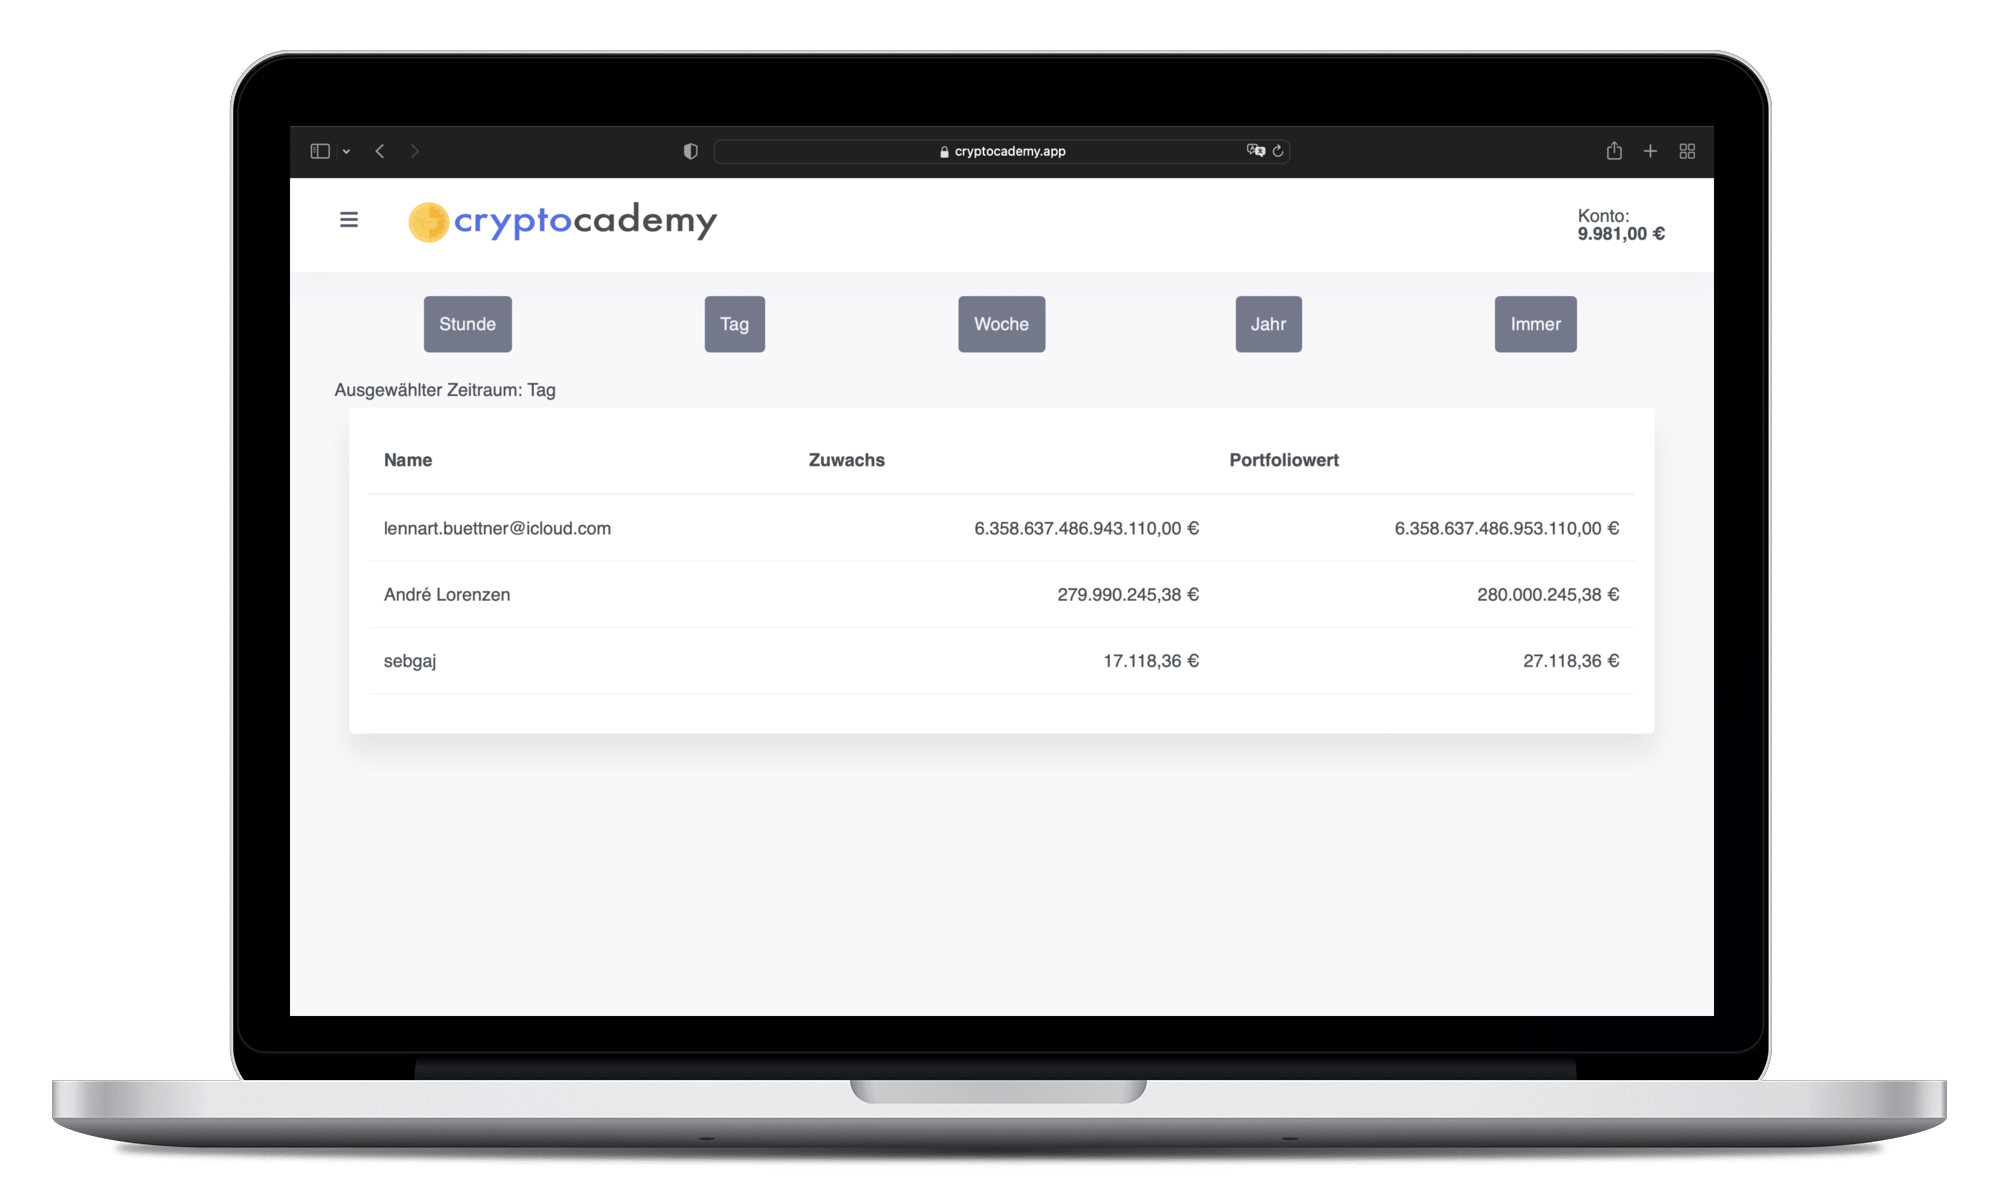 cryptocademy.app
cryptocademy
Konto:
9.981,00 €
Stunde
Tag
Woche
Jahr
Immer
Ausgewählter Zeitraum: Tag
Name Zuwachs Portfoliowert
lennart.buettner@icloud.com 6.358.637.486.943.110,00 € 6.358.637.486.953.110,00 €
André Lorenzen 279.990.245,38 € 280.000.245,38 €
sebgaj 17.118,36 € 27.118,36 €